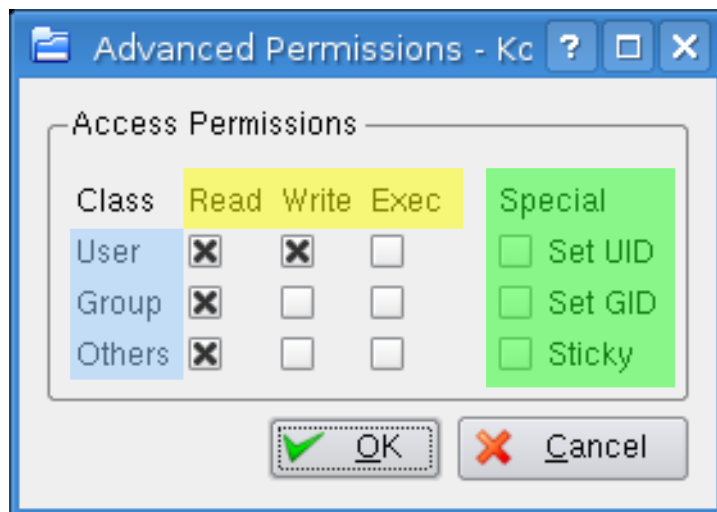 Advanced Permissions - Kc ?
Access Permissions
Class Read Write Exec Special
User Set UID
Group Set GID
Others Sticky
OK Cancel